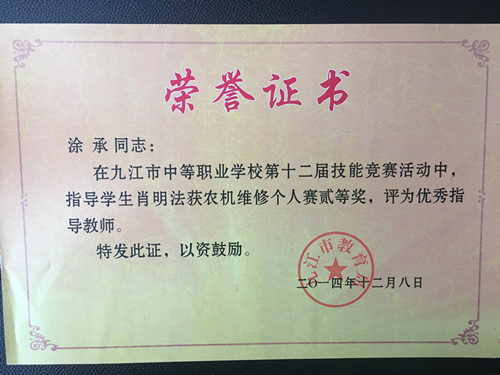 荣誉证书
涂承同志：
在九江市中等职业学校第十二届技能竞赛活动中，
指导学生肖明法获农机维修个人赛贰等奖，评为优秀指
导教师。
特发此证，以资鼓励。
九江市教育局
二〇一四年十二月八日